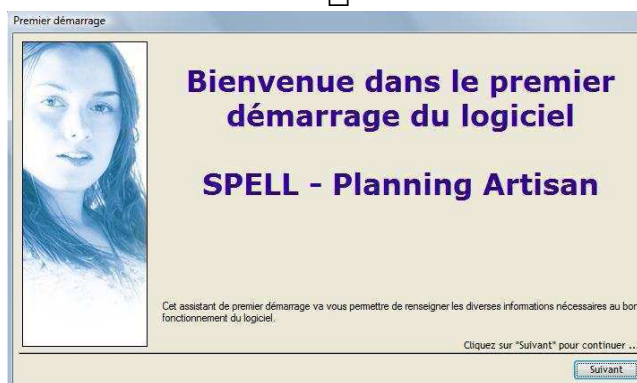 Premier démarrage
Bienvenue dans le premier
démarrage du logiciel
SPELL - Planning Artisan
Cet assistant de premier démarrage va vous permettre de renseigner les diverses informations nécessaires au bon
fonctionnement du logiciel.
Cliquez sur "Suivant" pour continuer ..
Suivant